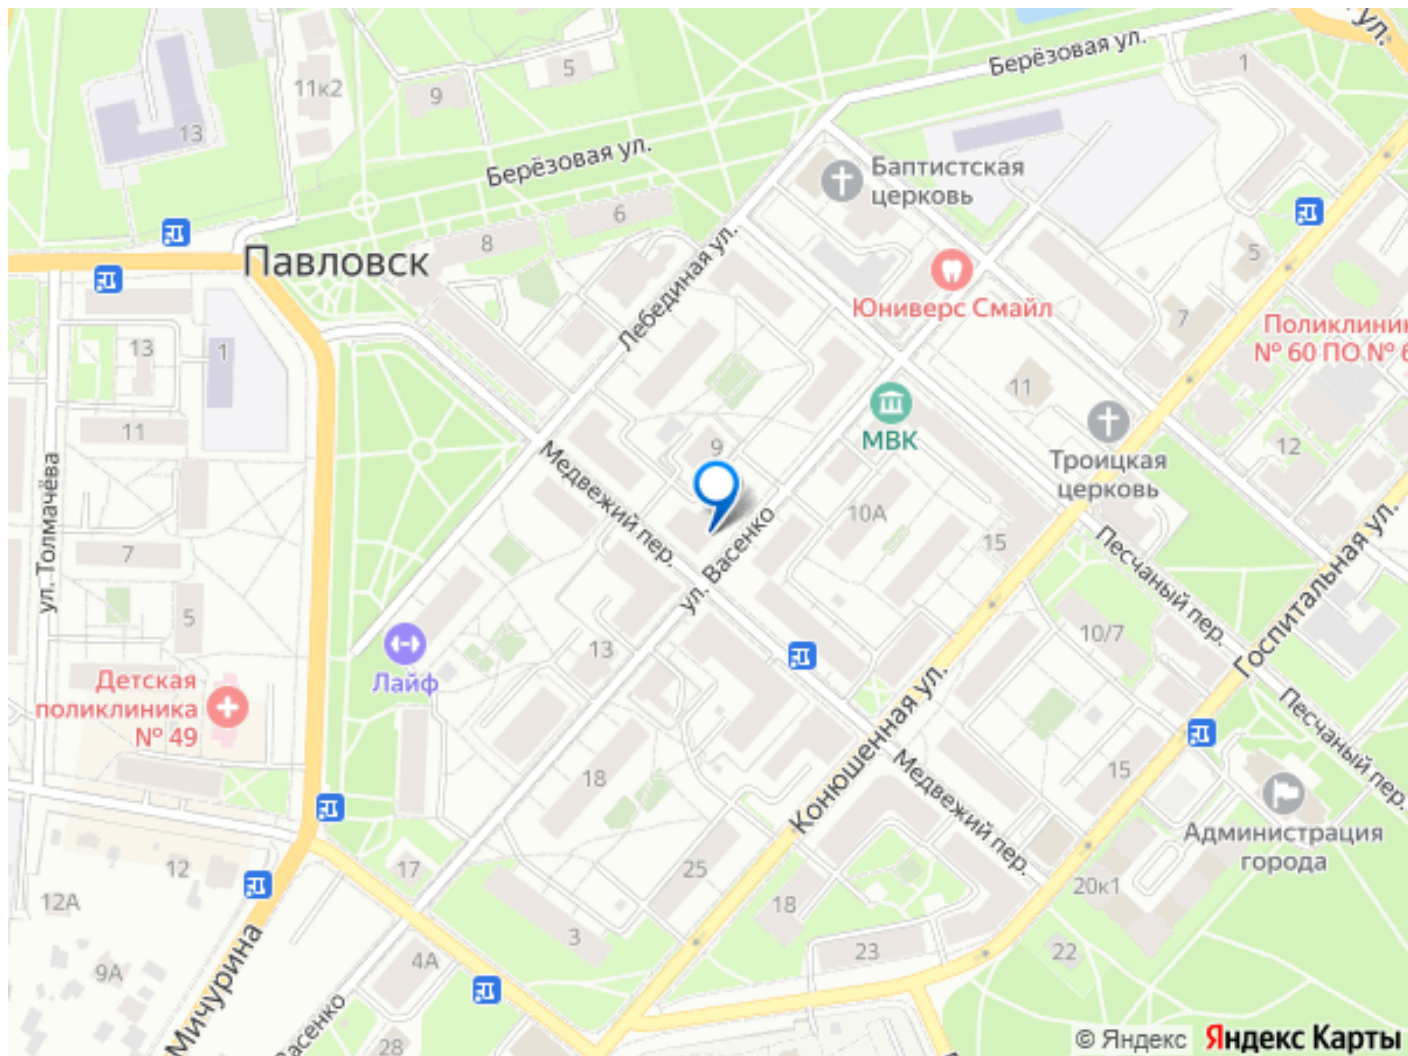 ул.
Берёзовая ул.
1
5
11к2
9
13
Берёзовая ул.
Баптистская
церковь
6
8
Павловск
5
Лебединая ул.
Юниверс Смайл
7
Поликлиник
№ 60 ПО № 6
13
1
11
МВК
11
9
Троицкая
церковь
12
Медвежий пер.
ул. Толмачёва
10А
15
ул. Васенко
Песчаный пер.
Госпитальная ул.
7
5
10/7
13
Лайф
Детская
поликлиника
№ 49
Конюшенная ул.
Песчаный пер.
18
15
Медвежий пер.
Администрация
города
17
12
25
12А
18
20к1
3
23
22
4А
9А
Мичурина
Васенко
28
© Яндекс Яндекс Карты